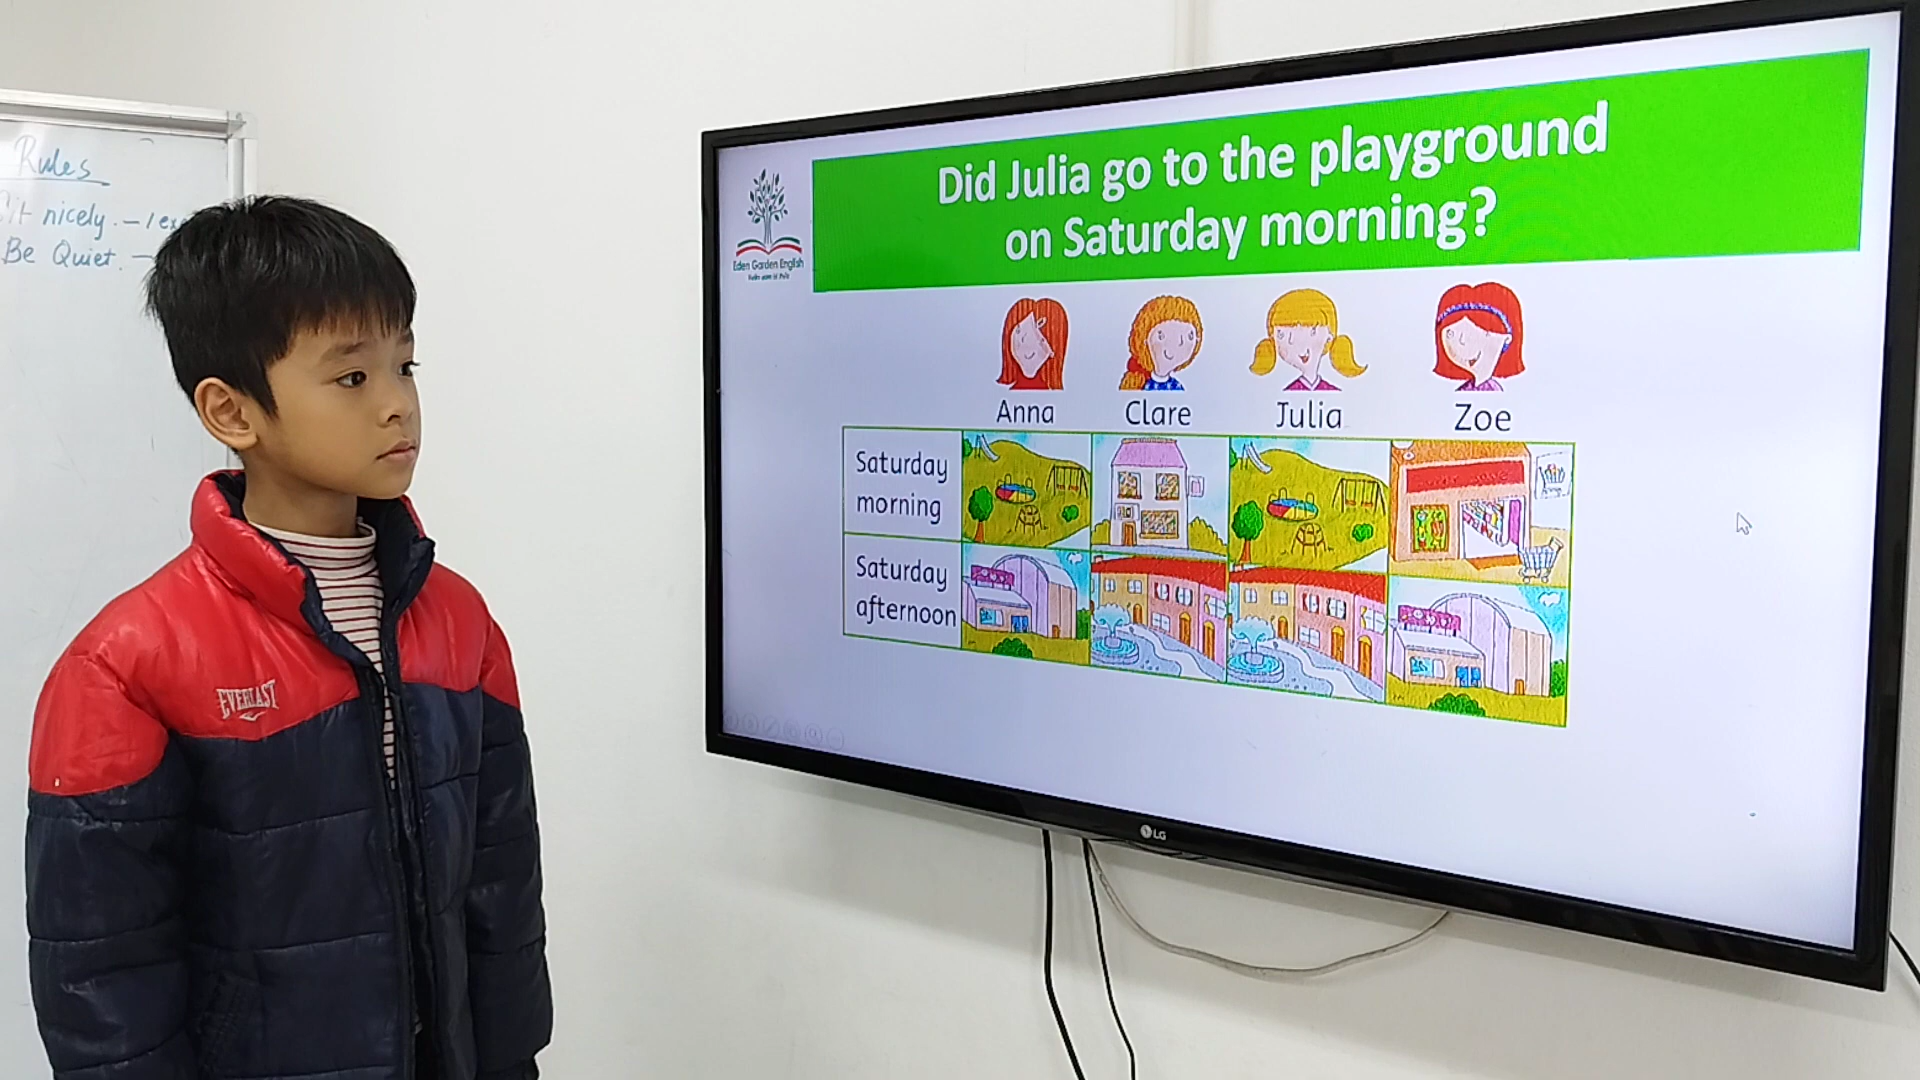 Rules
Sit nicely. – 1
Be Quiet. –
EVERLAST
Eden Garden English
Did Julia go to the playground
on Saturday morning?
Anna Clare Julia Zoe
Saturday
morning
Saturday
afternoon
LG